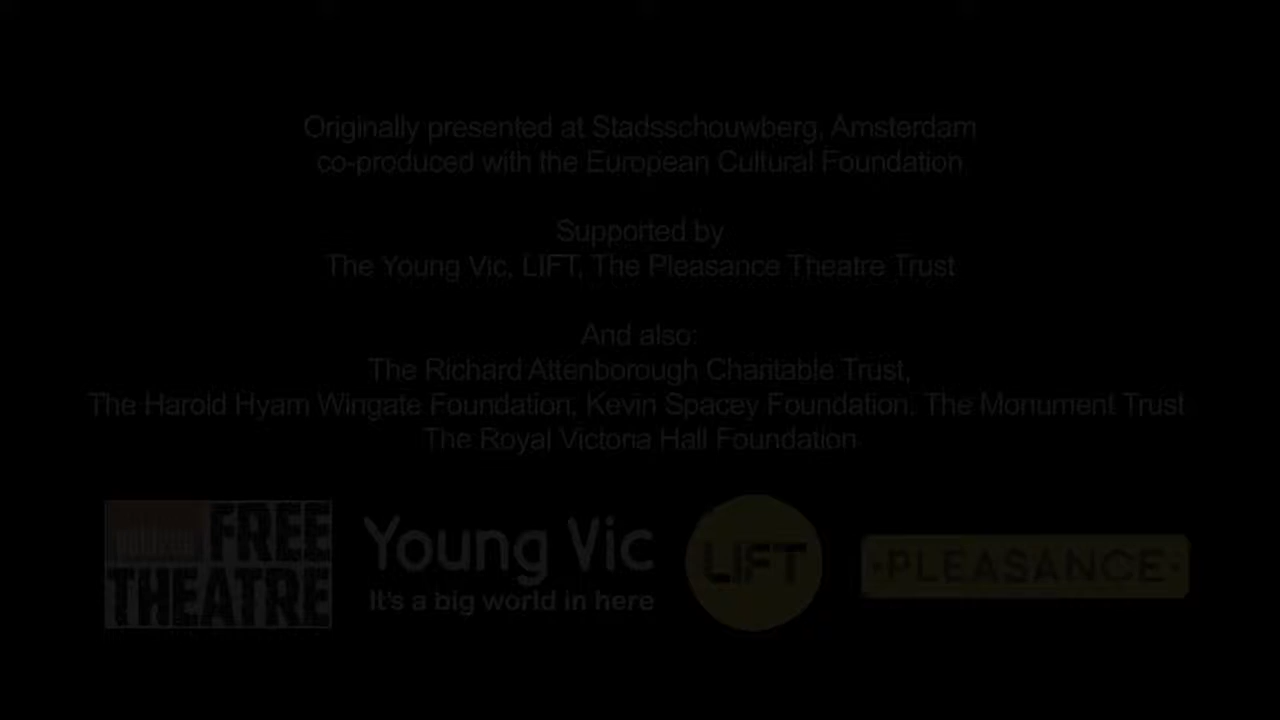 Originally presented at Stadsschouwberg, Amsterdam
co-produced with the European Cultural Foundation
Supported by
The Young Vic, LIFT, The Pleasance Theatre Trust
And also:
The Richard Attenborough Charitable Trust,
The Harold Hyam Wingate Foundation, Kevin Spacey Foundation, The Monument Trust
The Royal Victoria Hall Foundation
FREE
THEATRE
Young Vic
It's a big world in here
LIFT
·PLEASANCE·